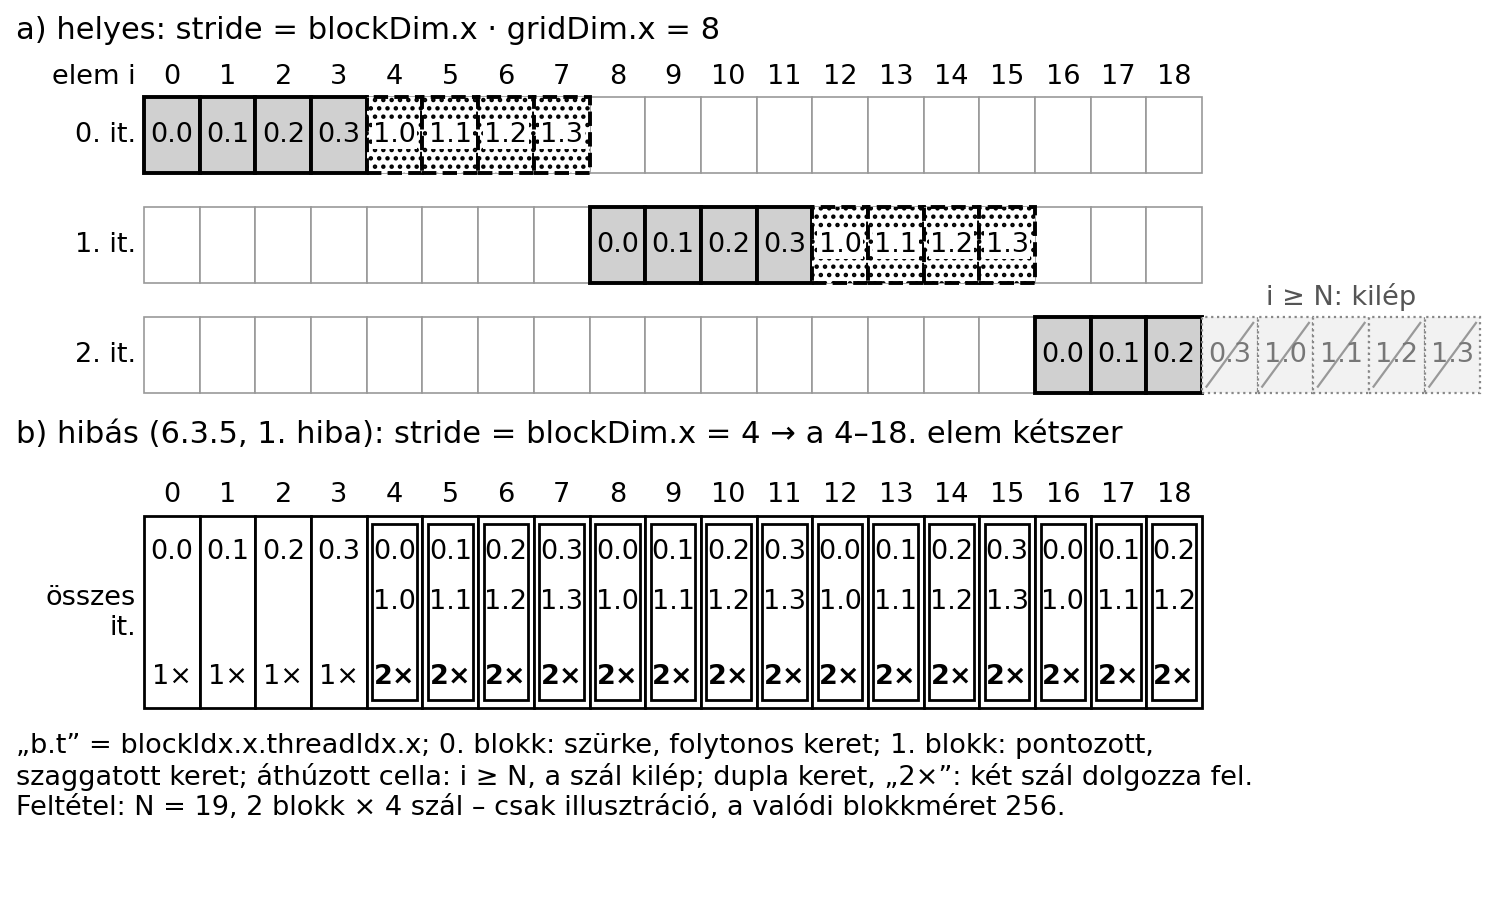 a) helyes: stride = blockDim.x · gridDim.x = 8
elem i 0 1 2 3 4 5 6 7 8 9 10 11 12 13 14 15 16 17 18
0. it. 0.0 0.1 0.2 0.3 1.0 1.1 1.2 1.3
1. it. 0.0 0.1 0.2 0.3 1.0 1.1 1.2 1.3
i ≥ N: kilép
2. it. 0.0 0.1 0.2 0.3 1.0 1.1 1.2 1.3
b) hibás (6.3.5, 1. hiba): stride = blockDim.x = 4 → a 4–18. elem kétszer
0 1 2 3 4 5 6 7 8 9 10 11 12 13 14 15 16 17 18
0.0 0.1 0.2 0.3 0.0 0.1 0.2 0.3 0.0 0.1 0.2 0.3 0.0 0.1 0.2 0.3 0.0 0.1 0.2
összes 1.0 1.1 1.2 1.3 1.0 1.1 1.2 1.3 1.0 1.1 1.2 1.3 1.0 1.1 1.2
it.
1× 1× 1× 1× 2× 2× 2× 2× 2× 2× 2× 2× 2× 2× 2× 2× 2× 2× 2×
„b.t” = blockIdx.x.threadIdx.x; 0. blokk: szürke, folytonos keret; 1. blokk: pontozott,
szaggatott keret; áthúzott cella: i ≥ N, a szál kilép; dupla keret, „2×”: két szál dolgozza fel.
Feltétel: N = 19, 2 blokk × 4 szál – csak illusztráció, a valódi blokkméret 256.